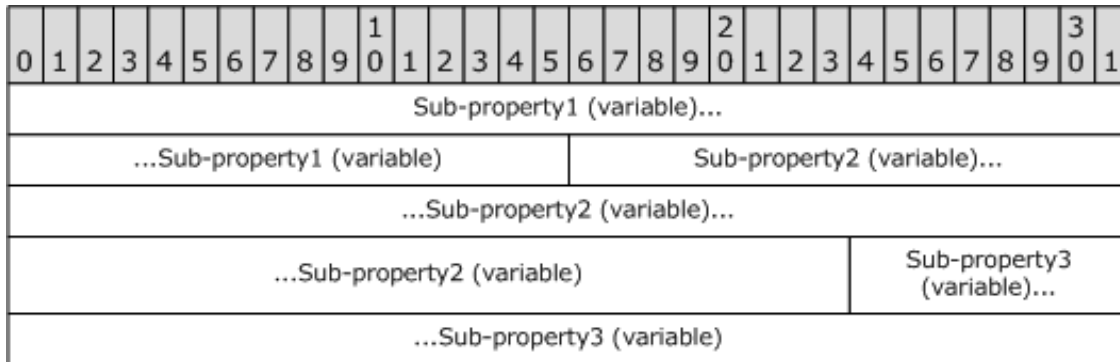 1 2 3
0 1 2 3 4 5 6 7 8 9 0 1 2 3 4 5 6 7 8 9 0 1 2 3 4 5 6 7 8 9 0 1
Sub-property1 (variable)...
...Sub-property1 (variable) Sub-property2 (variable)...
...Sub-property2 (variable)...
...Sub-property2 (variable) Sub-property3
(variable)...
...Sub-property3 (variable)